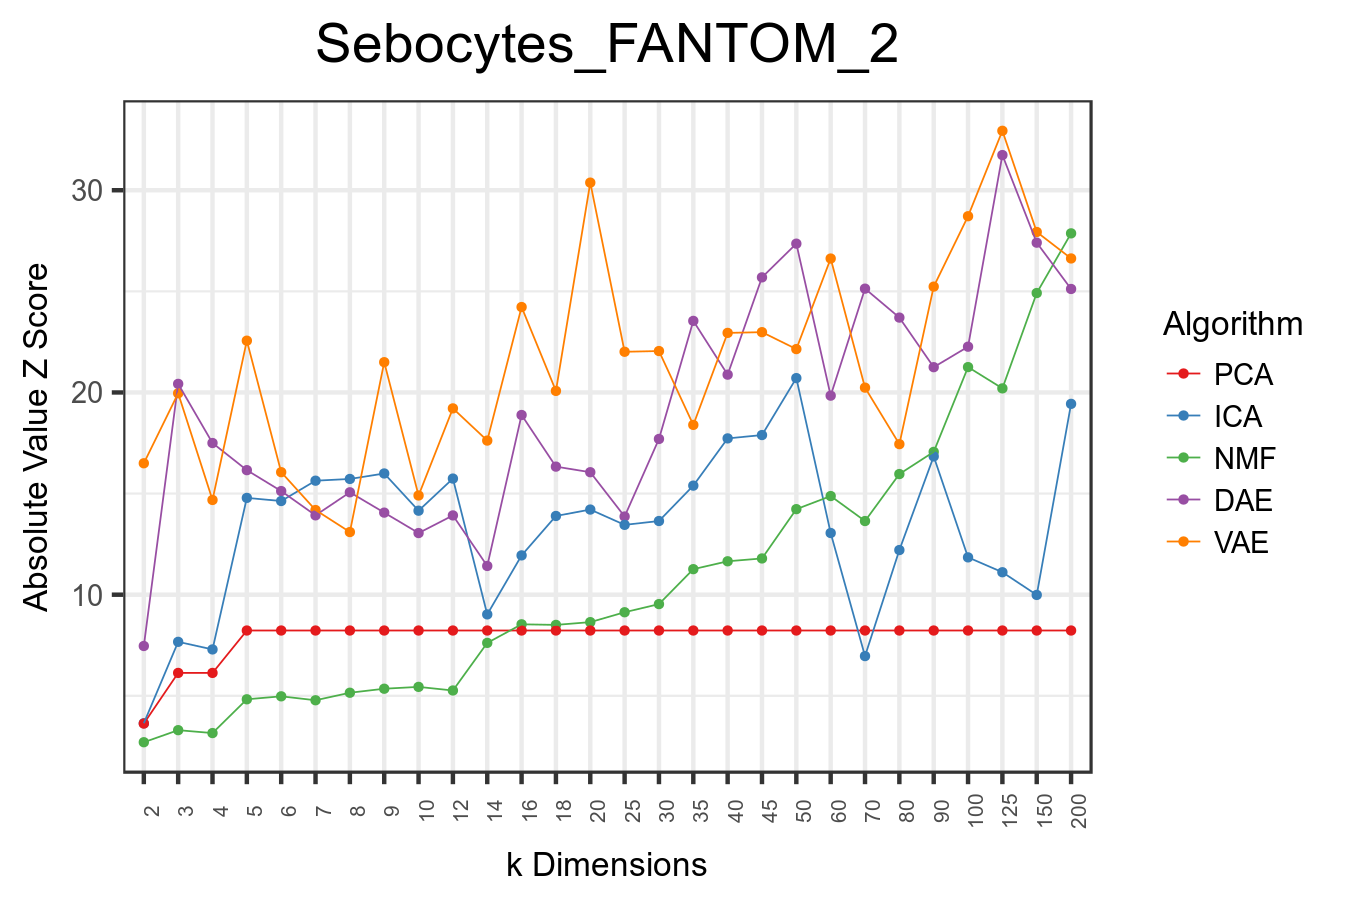 Sebocytes_FANTOM_2
Absolute Value Z Score
30
20
10
2 3 4 5 6 7 8 9 10 12 14 16 18 20 25 30 35 40 45 50 60 70 80 90 100 125 150 200
k Dimensions
Algorithm
PCA
ICA
NMF
DAE
VAE